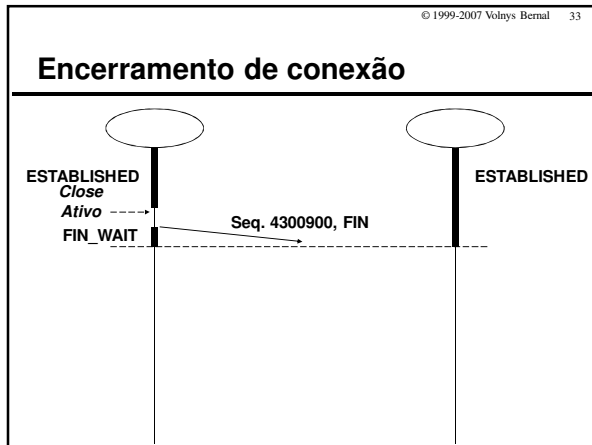 © 1999-2007 Volnys Bernal 33
Encerramento de conexão
ESTABLISHED
ESTABLISHED
Close
Ativo
Seq. 4300900, FIN
FIN_WAIT